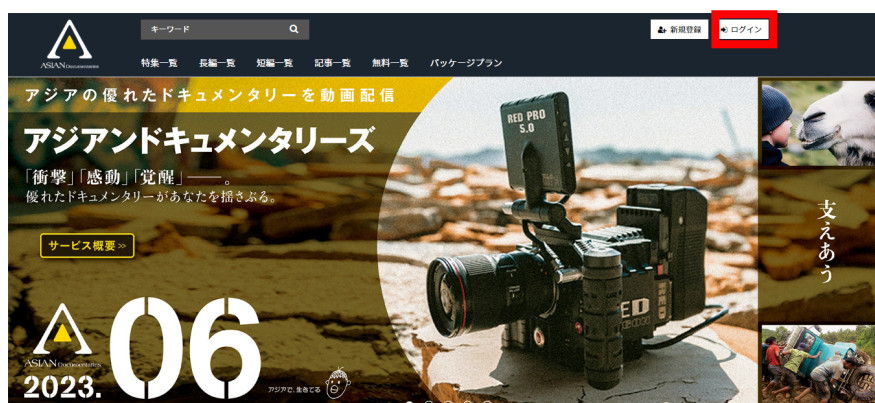 キーワード
新規登録
ログイン
ASIAN Documentaries
特集一覧 長編一覧 短編一覧 記事一覧 無料一覧 パッケージプラン
アジアの優れたドキュメンタリーを動画配信
アジアンドキュメンタリーズ
「衝撃」「感動」「覚醒」――。
優れたドキュメンタリーがあなたを揺さぶる。
サービス概要 »
RED PRO
5.0
支えあう
ASIAN Documentaries
2023. 06
アジアで、生きてる